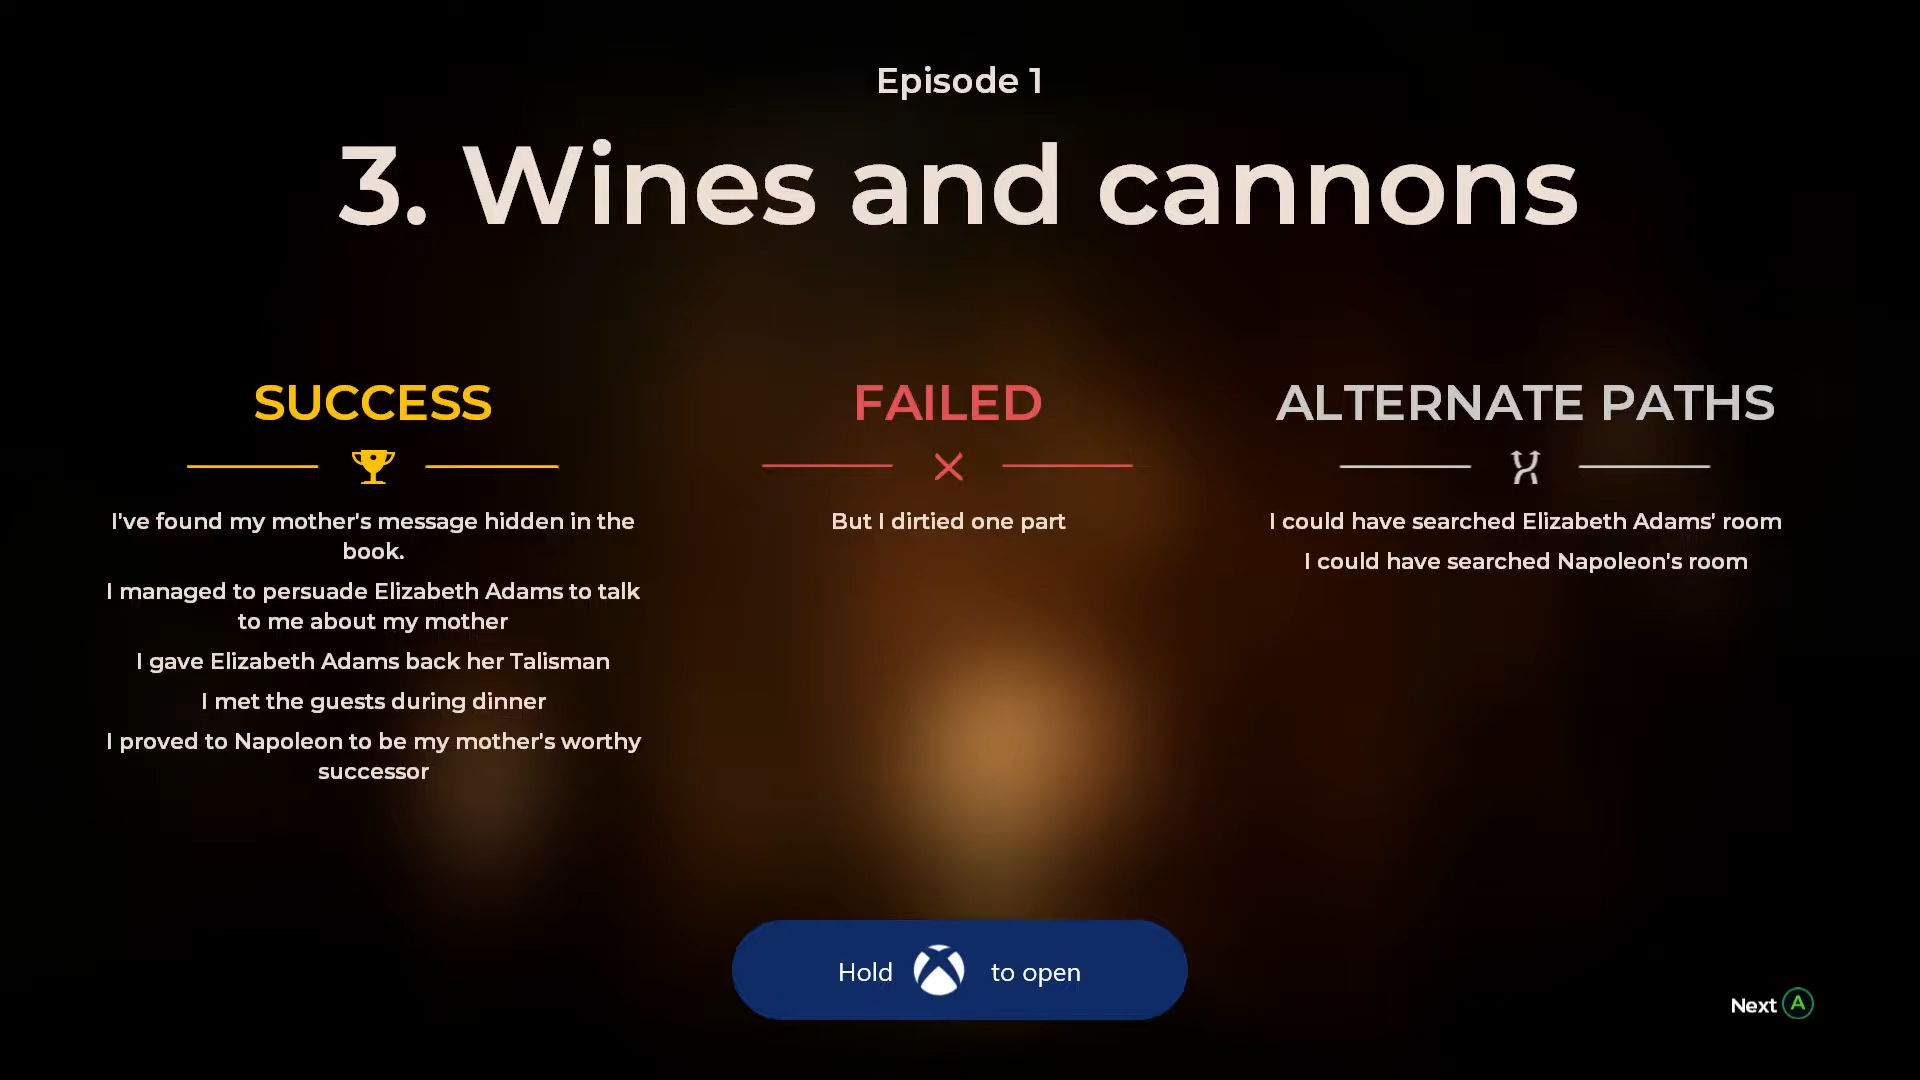 Episode 1
3. Wines and cannons
SUCCESS
I've found my mother's message hidden in the
book.
I managed to persuade Elizabeth Adams to talk
to me about my mother
I gave Elizabeth Adams back her Talisman
I met the guests during dinner
I proved to Napoleon to be my mother's worthy
successor
FAILED
But I dirtied one part
ALTERNATE PATHS
I could have searched Elizabeth Adams' room
I could have searched Napoleon's room
Hold to open
Next A